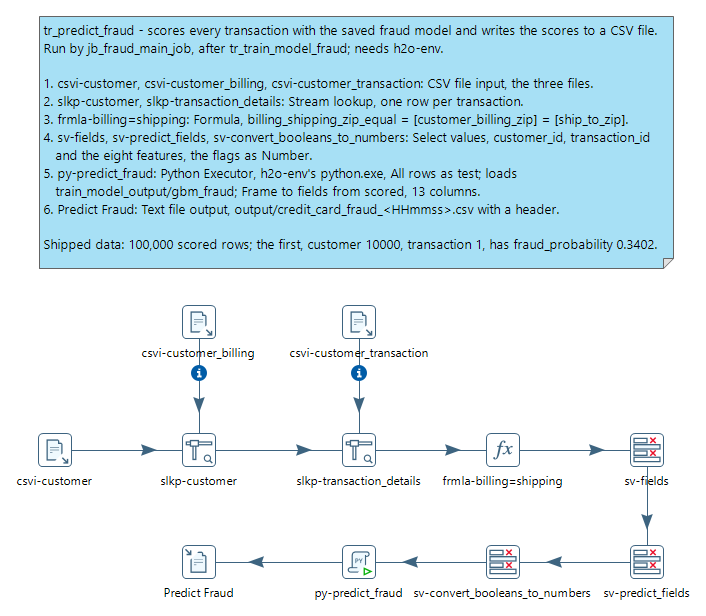 tr_predict_fraud - scores every transaction with the saved fraud model and writes the scores to a CSV file.
Run by jb_fraud_main_job, after tr_train_model_fraud; needs h2o-env.
1. csvi-customer, csvi-customer_billing, csvi-customer_transaction: CSV file input, the three files.
2. slkp-customer, slkp-transaction_details: Stream lookup, one row per transaction.
3. frmla-billing=shipping: Formula, billing_shipping_zip_equal = [customer_billing_zip] = [ship_to_zip].
4. sv-fields, sv-predict_fields, sv-convert_booleans_to_numbers: Select values, customer_id, transaction_id
and the eight features, the flags as Number.
5. py-predict_fraud: Python Executor, h2o-env's python.exe, All rows as test; loads
train_model_output/gbm_fraud; Frame to fields from scored, 13 columns.
6. Predict Fraud: Text file output, output/credit_card_fraud_<HHmmss>.csv with a header.
Shipped data: 100,000 scored rows; the first, customer 10000, transaction 1, has fraud_probability 0.3402.
csvi-customer_billing
csvi-customer_transaction
csvi-customer
slkp-customer
slkp-transaction_details
frmla-billing=shipping
sv-fields
Predict Fraud
py-predict_fraud
sv-convert_booleans_to_numbers
sv-predict_fields